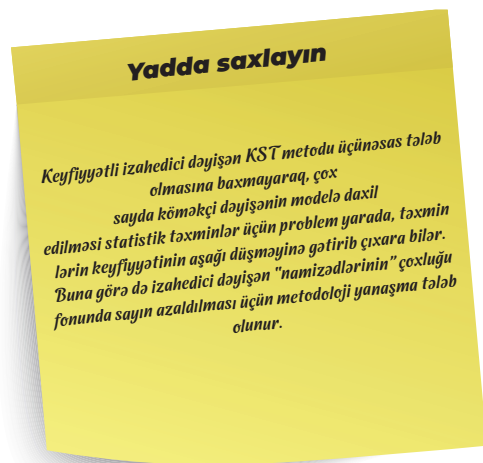 Yadda saxlayın
Keyfiyyətli izahedici dəyişən KST metodu üçünəsas tələb
olmasına baxmayaraq, çox
sayda köməkçi dəyişənin modelə daxil
edilməsi statistik təxminlər üçün problem yarada, təxmin
lərin keyfiyyətinin aşağı düşməyinə gətirib çıxara bilər.
Buna görə də izahedici dəyişən “namizədlərinin” çoxluğu
fonunda sayın azaldılması üçün metodoloji yanaşma tələb
olunur.